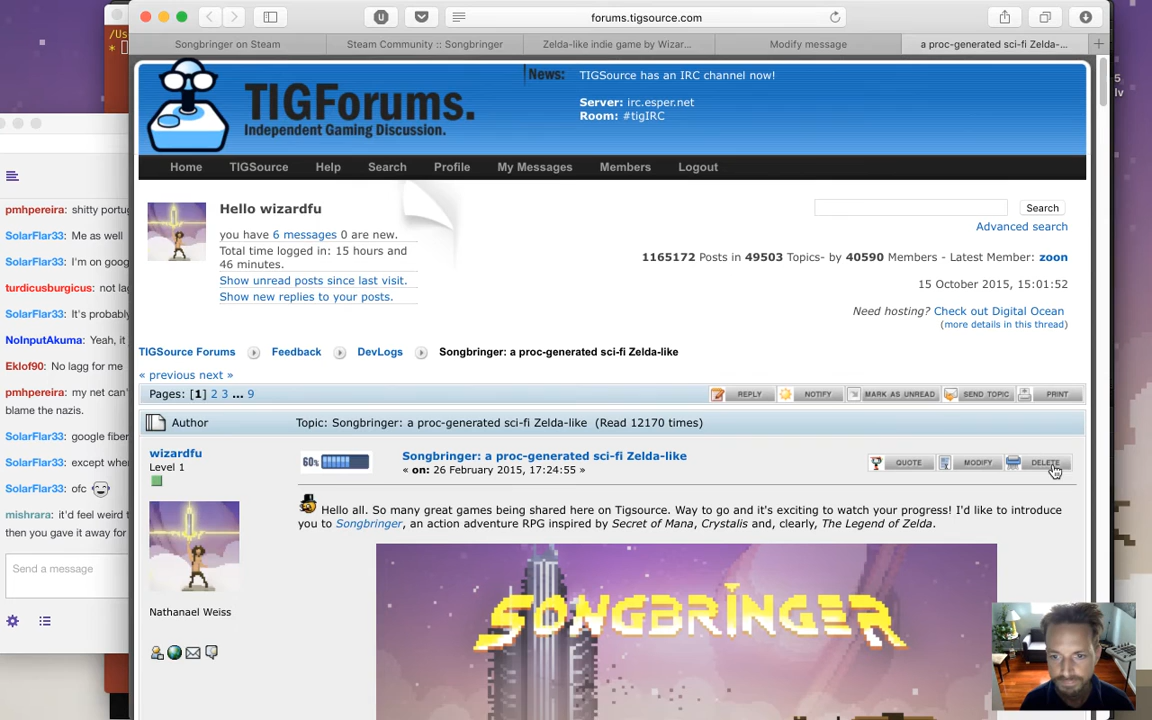 forums.tigsource.com
Songbringer on Steam
Steam Community :: Songbringer
Zelda-like indie game by Wizar...
Modify message
a proc-generated sci-fi Zelda-...
/Us
*
5
lv
TIGForums.
Independent Gaming Discussion.
News: TIGSource has an IRC channel now!
Server: irc.esper.net
Room: #tigIRC
Home TIGSource Help Search Profile My Messages Members Logout
Hello wizardfu
you have 6 messages 0 are new.
Total time logged in: 15 hours and
46 minutes.
Show unread posts since last visit.
Show new replies to your posts.
Search
Advanced search
1165172 Posts in 49503 Topics- by 40590 Members - Latest Member: zoon
15 October 2015, 15:01:52
Need hosting? Check out Digital Ocean
(more details in this thread)
TIGSource Forums Feedback DevLogs Songbringer: a proc-generated sci-fi Zelda-like
« previous next »
Pages: [1] 2 3 ... 9
REPLY NOTIFY MARK AS UNREAD SEND TOPIC PRINT
Author Topic: Songbringer: a proc-generated sci-fi Zelda-like (Read 12170 times)
wizardfu
Level 1
Nathanael Weiss
60%
Songbringer: a proc-generated sci-fi Zelda-like
« on: 26 February 2015, 17:24:55 »
QUOTE MODIFY DELETE
Hello all. So many great games being shared here on Tigsource. Way to go and it's exciting to watch your progress! I'd like to introduce
you to Songbringer, an action adventure RPG inspired by Secret of Mana, Crystalis and, clearly, The Legend of Zelda.
SONGBRINGER
pmhpereira: shitty portug
SolarFlar33: Me as well
SolarFlar33: I'm on goog
turdicusburgicus: not lag
SolarFlar33: It's probably
NoInputAkuma: Yeah, it
Eklof90: No lagg for me
pmhpereira: my net can'
blame the nazis.
SolarFlar33: google fiber
SolarFlar33: except when
SolarFlar33: ofc
mishrara: it'd feel weird t
then you gave it away for
Send a message